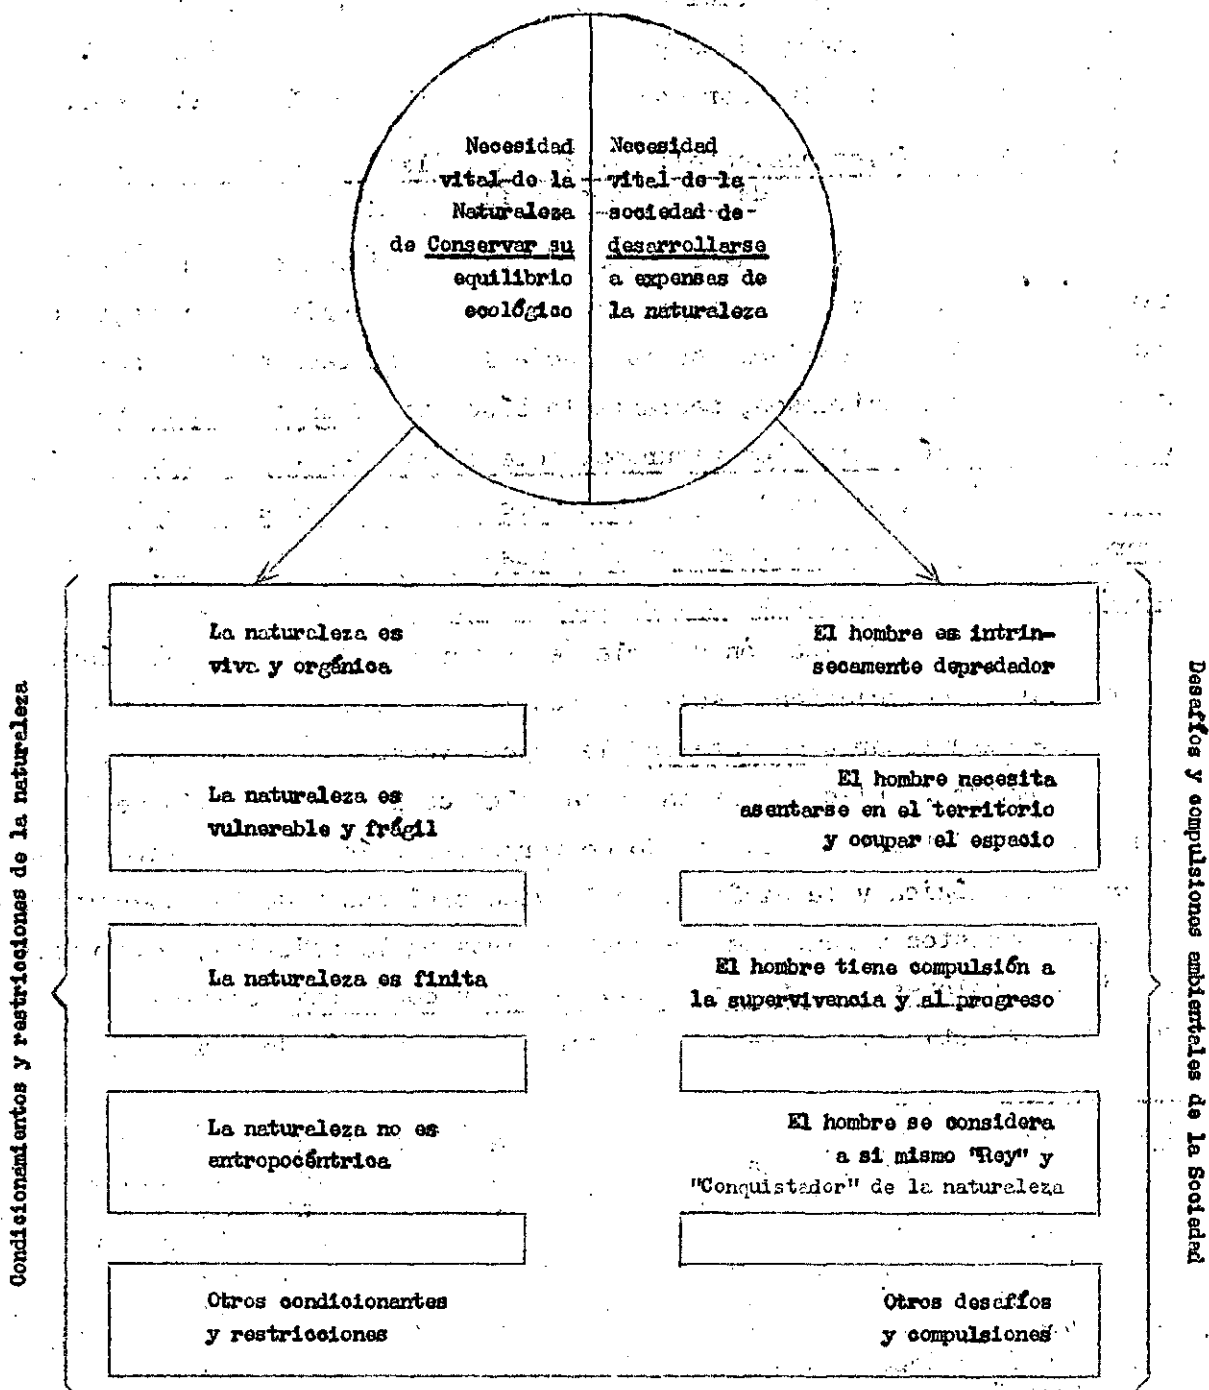 Necesidad
vital de la
Naturaleza
de Conservar su
equilibrio
ecológico
Necesidad
vital de la
sociedad de
desarrollarse
a expensas de
la naturaleza
Condicionamientos y restricciones de la naturaleza
La naturaleza es
viva y orgánica
El hombre es intrin-
secamente depredador
La naturaleza es
vulnerable y frágil
El hombre necesita
asentarse en el territorio
y ocupar el espacio
La naturaleza es finita
El hombre tiene compulsión a
la supervivencia y al progreso
La naturaleza no es
antropocéntrica
El hombre se considera
a si mismo "Rey" y
"Conquistador" de la naturaleza
Otros condicionantes
y restricciones
Otros desafíos
y compulsiones
Desafíos y compulsiones ambientales de la Sociedad